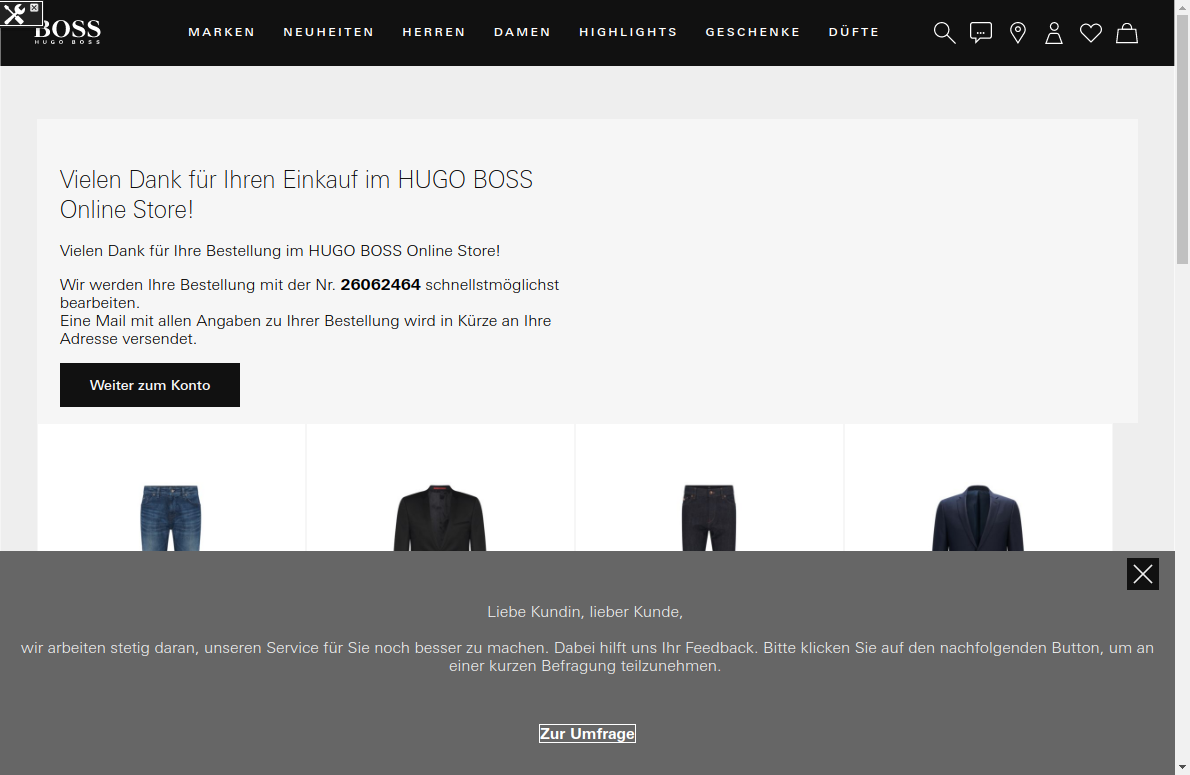 BOSS
HUGO BOSS
MARKEN NEUHEITEN HERREN DAMEN HIGHLIGHTS GESCHENKE DÜFTE
Vielen Dank für Ihren Einkauf im HUGO BOSS
Online Store!
Vielen Dank für Ihre Bestellung im HUGO BOSS Online Store!
Wir werden Ihre Bestellung mit der Nr. 26062464 schnellstmöglichst
bearbeiten.
Eine Mail mit allen Angaben zu Ihrer Bestellung wird in Kürze an Ihre
Adresse versendet.
Weiter zum Konto
Liebe Kundin, lieber Kunde,
wir arbeiten stetig daran, unseren Service für Sie noch besser zu machen. Dabei hilft uns Ihr Feedback. Bitte klicken Sie auf den nachfolgenden Button, um an
einer kurzen Befragung teilzunehmen.
Zur Umfrage